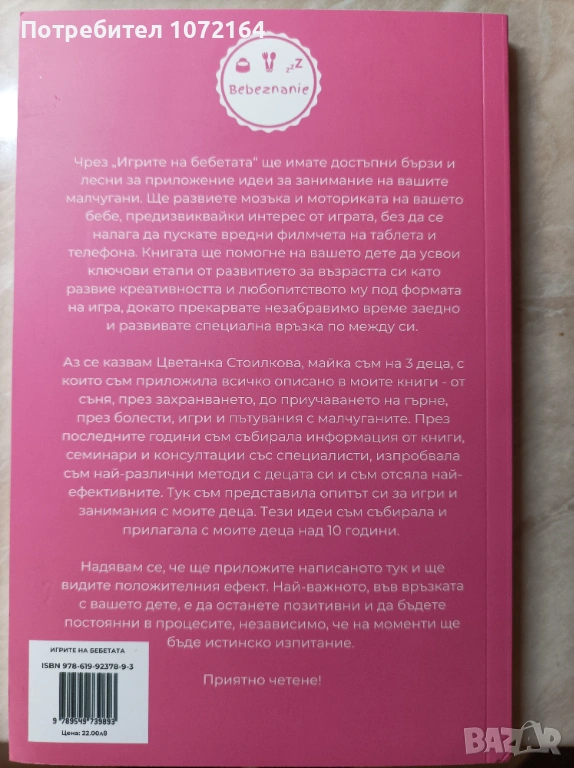 Потребител 1072164
zzZ
Bebeznanie
Чрез „Игрите на бебетата" ще имате достъпни бързи и
лесни за приложение идеи за занимание на вашите
малчугани. Ще развиете мозъка и моториката на вашето
бебе, предизвиквайки интерес от играта, без да се
налага да пускате вредни филмчета на таблета и
телефона. Книгата ще помогне на вашето дете да усвои
ключови етапи от развитието за възрастта си като
развие креативността и любопитството му под формата
на игра, докато прекарвате незабравимо време заедно
и развивате специална връзка по между си.
Аз се казвам Цветанка Стоилкова, майка съм на 3 деца, с
които съм приложила всичко описано в моите книги - от
съня, през захранването, до приучаването на гърне,
през болести, игри и пътувания с малчуганите. През
последните години съм събирала информация от книги,
семинари и консултации със специалисти, изпробвала
съм най-различни методи с децата си и съм отсяла най-
ефективните. Тук съм представила опитът си за игри и
занимания с моите деца. Тези идеи съм събирала и
прилагала с моите деца над 10 години.
Надявам се, че ще приложите написаното тук и ще
видите положителния ефект. Най-важното, във връзката
с вашето дете, е да останете позитивни и да бъдете
постоянни в процесите, независимо, че на моменти ще
бъде истинско изпитание.
Приятно четене!
ИГРИТЕ НА БЕБЕТАТА
ISBN 978-619-92378-9-3
9 789549 739893
Цена: 22.00лв
BAZAR